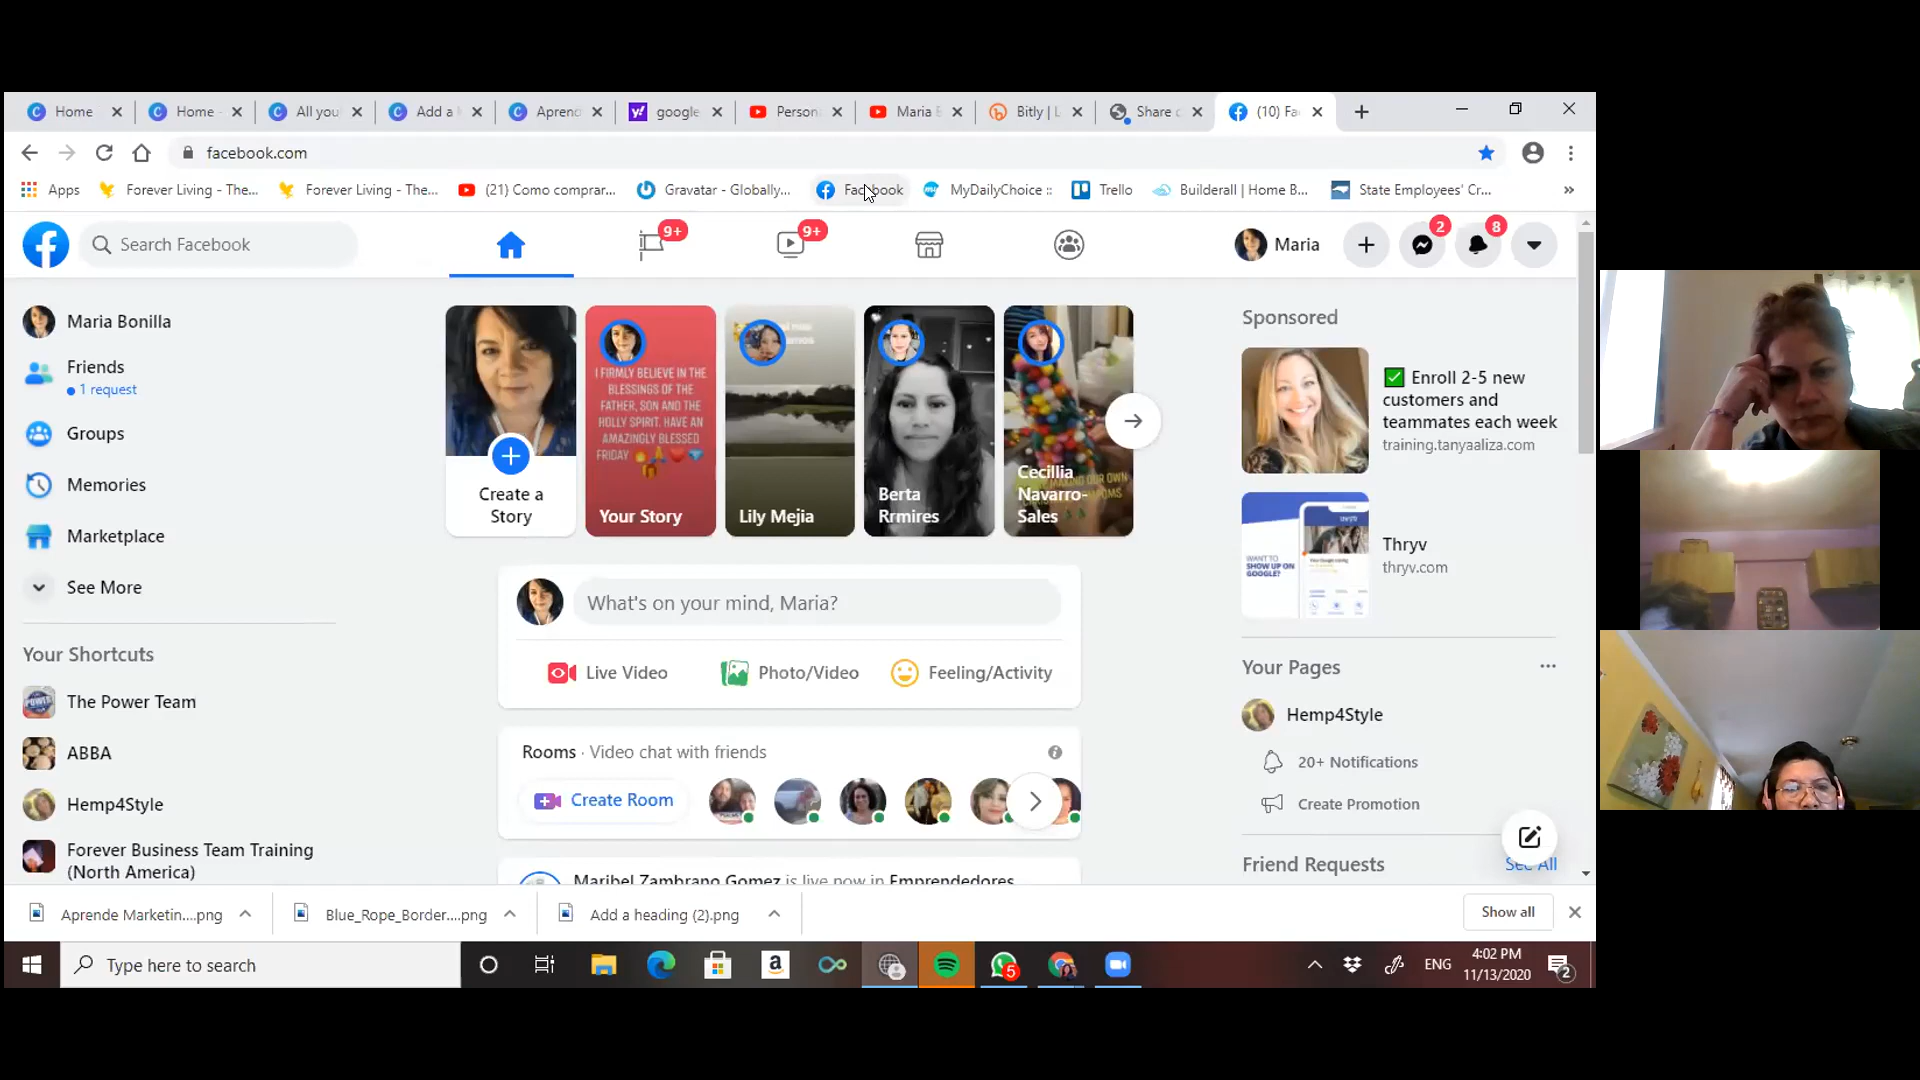 Home
Home -
All you
Add a
Aprend
google
Person
Maria
Bitly | L
Share c
(10) Fa
facebook.com
Apps
Forever Living - The...
Forever Living - The...
(21) Como comprar...
Gravatar - Globally...
Facebook
MyDailyChoice ::
Trello
Builderall | Home B...
State Employees' Cr...
Search Facebook
9+
9+
Maria
2
8
Maria Bonilla
Friends
1 request
Groups
Memories
Marketplace
See More
Your Shortcuts
The Power Team
ABBA
Hemp4Style
Forever Business Team Training
(North America)
Create a
Story
I FIRMLY BELIEVE IN THE
BLESSINGS OF THE
FATHER, SON AND THE
HOLLY SPIRIT. HAVE AN
AMAZINGLY BLESSED
FRIDAY
Your Story
Lily Mejia
Berta
Rrmires
Cecillia
Navarro-
Sales
What's on your mind, Maria?
Live Video
Photo/Video
Feeling/Activity
Rooms · Video chat with friends
Create Room
Maribel Zambrano Gomez is live now in Emprendedores
Sponsored
Enroll 2-5 new
customers and
teammates each week
training.tanyaaliza.com
WANT TO
SHOW UP ON
GOOGLE?
Thryv
thryv.com
Your Pages
Hemp4Style
20+ Notifications
Create Promotion
Friend Requests
See All
Aprende Marketin....png
Blue_Rope_Border....png
Add a heading (2).png
Show all
Type here to search
5
ENG
4:02 PM
11/13/2020
2